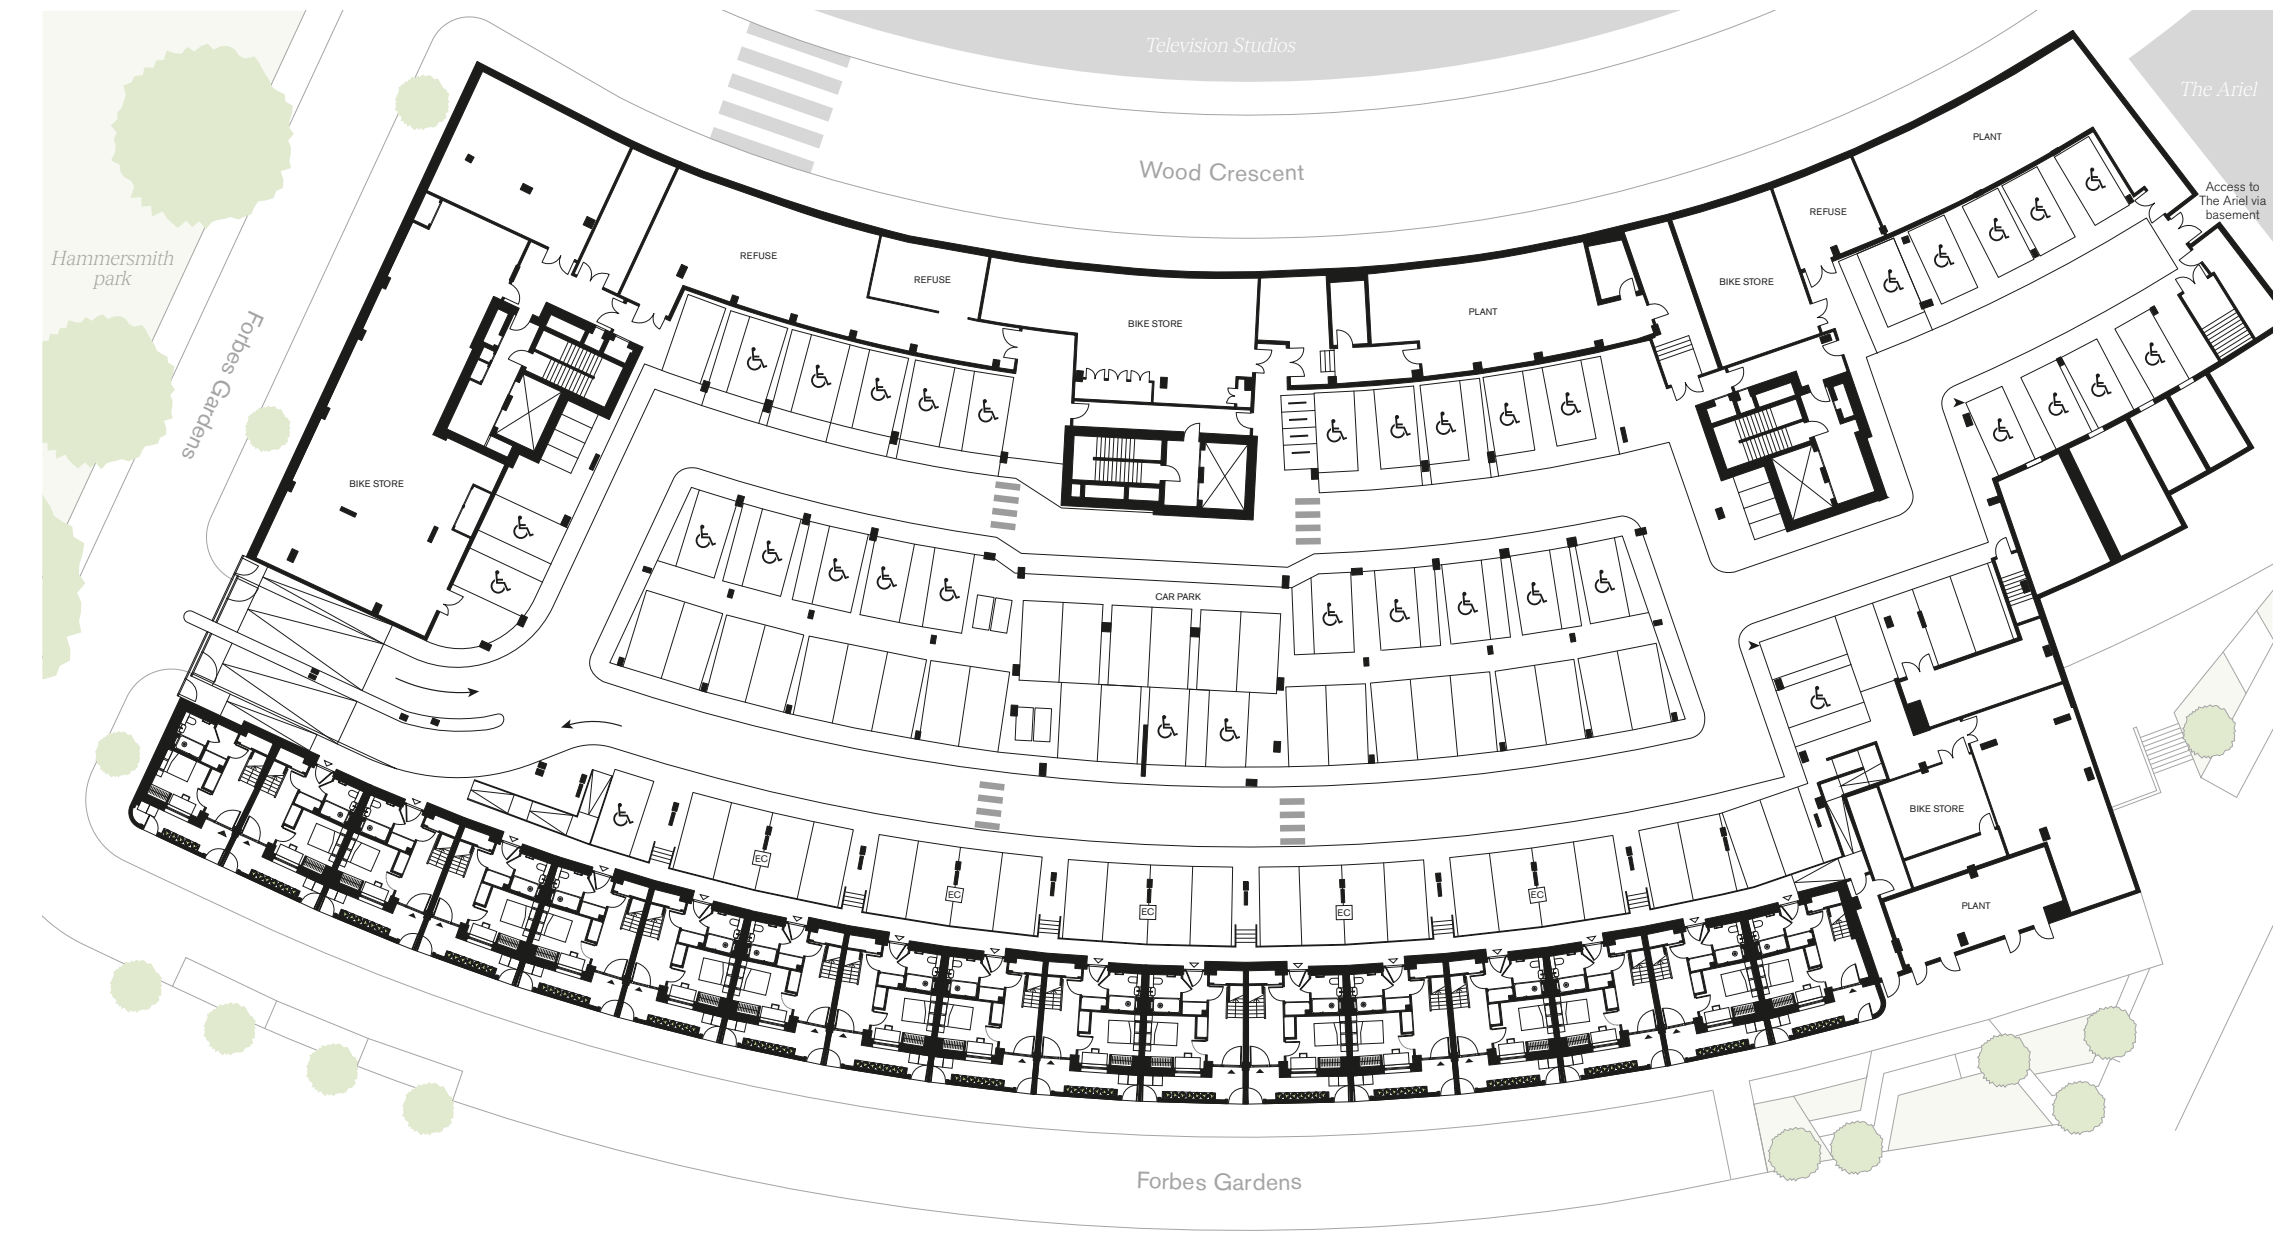 Television Studios
The Ariel
Wood Crescent
PLANT
Access to
The Ariel via
basement
REFUSE
REFUSE
REFUSE
BIKE STORE
Hammersmith
park
BIKE STORE
PLANT
Forbes Gardens
BIKE STORE
CAR PARK
BIKE STORE
EC
EC
EC
EC
EC
PLANT
Forbes Gardens